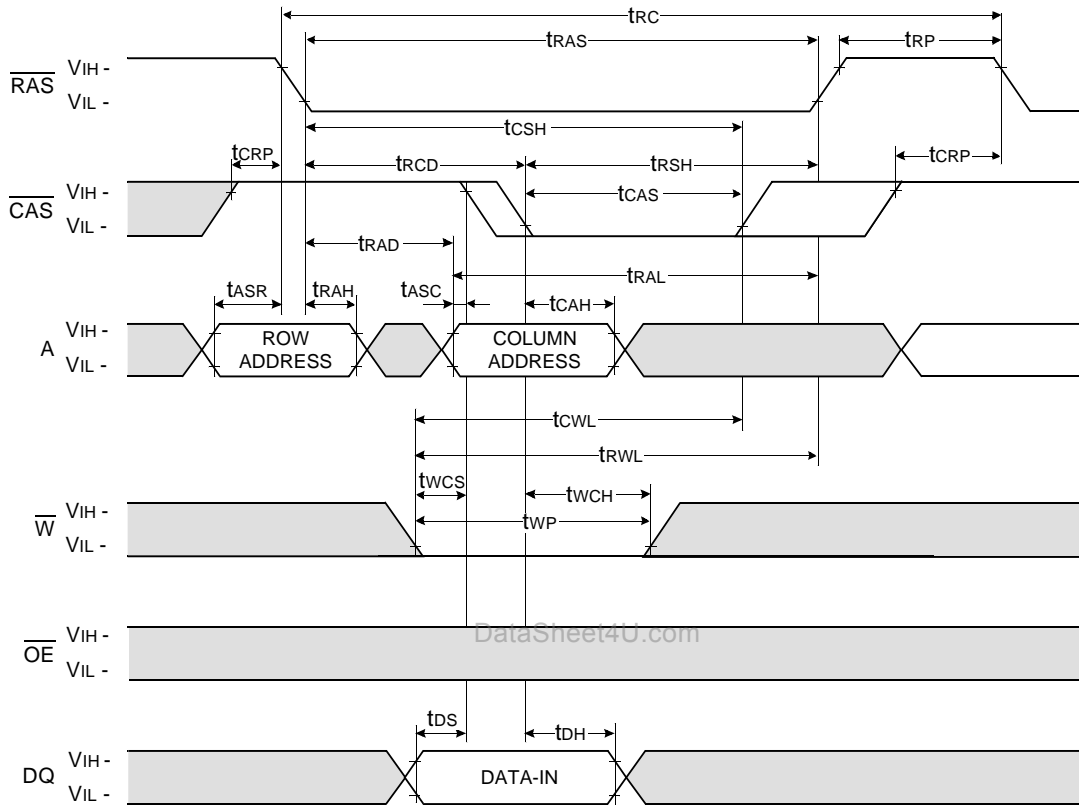 tRC
tRAS
tRP
RAS
VIH -
VIL -
tCSH
tCRP
tRCD
tRSH
tCRP
CAS
VIH -
VIL -
tCAS
tRAD
tRAL
tASR
tRAH
tASC
tCAH
A
VIH -
VIL -
ROW
ADDRESS
COLUMN
ADDRESS
tCWL
tRWL
tWCS
tWCH
W
VIH -
VIL -
tWP
OE
VIH -
VIL -
DataSheet4U.com
tDS
tDH
DQ
VIH -
VIL -
DATA-IN